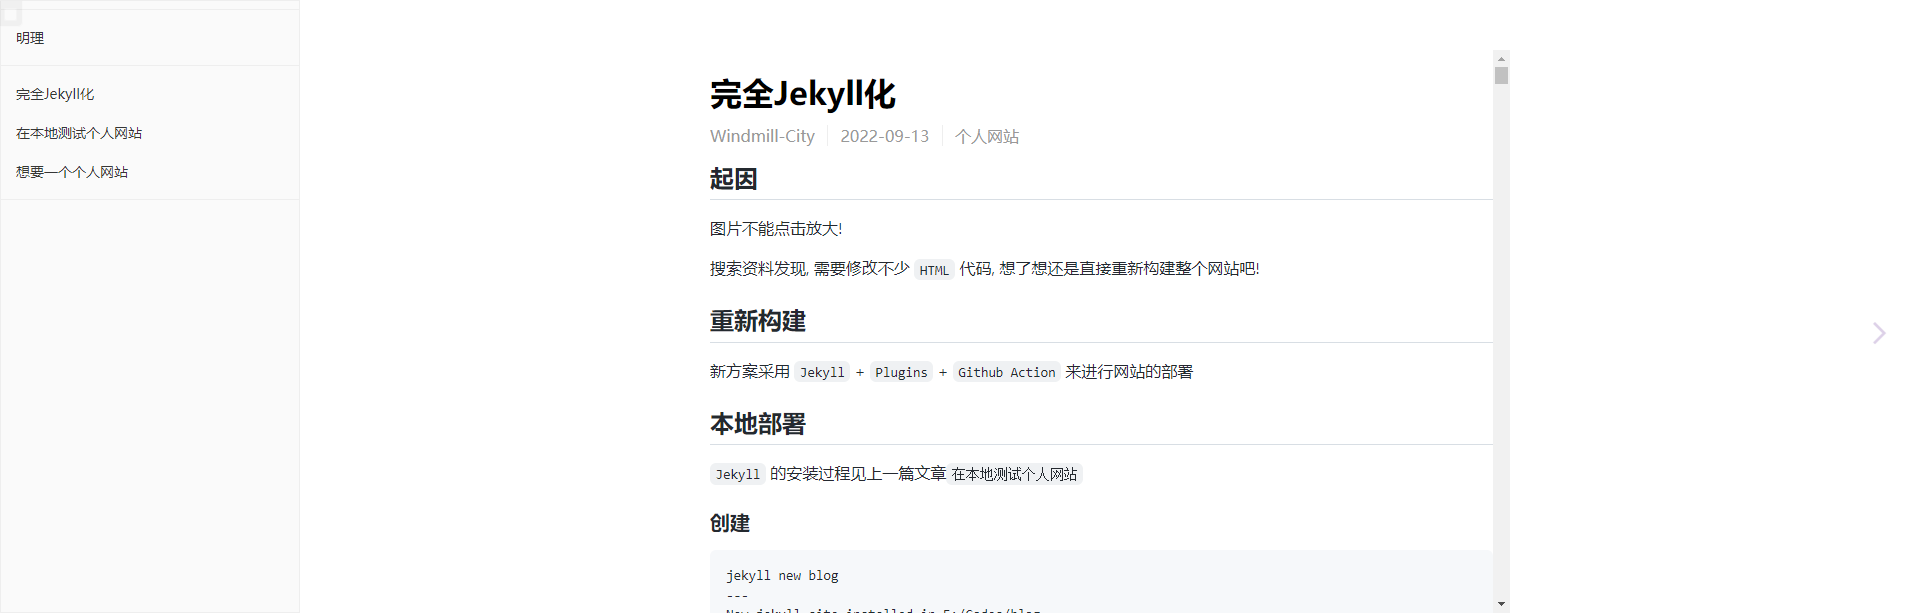 明理
完全Jekyll化
在本地测试个人网站
想要一个个人网站
完全Jekyll化
Windmill-City 2022-09-13 个人网站
起因
图片不能点击放大!
搜索资料发现, 需要修改不少 HTML 代码, 想了想还是直接重新构建整个网站吧!
重新构建
新方案采用 Jekyll + Plugins + Github Action 来进行网站的部署
本地部署
Jekyll 的安装过程见上一篇文章 在本地测试个人网站
创建
jekyll new blog
---
New jekyll site installed in